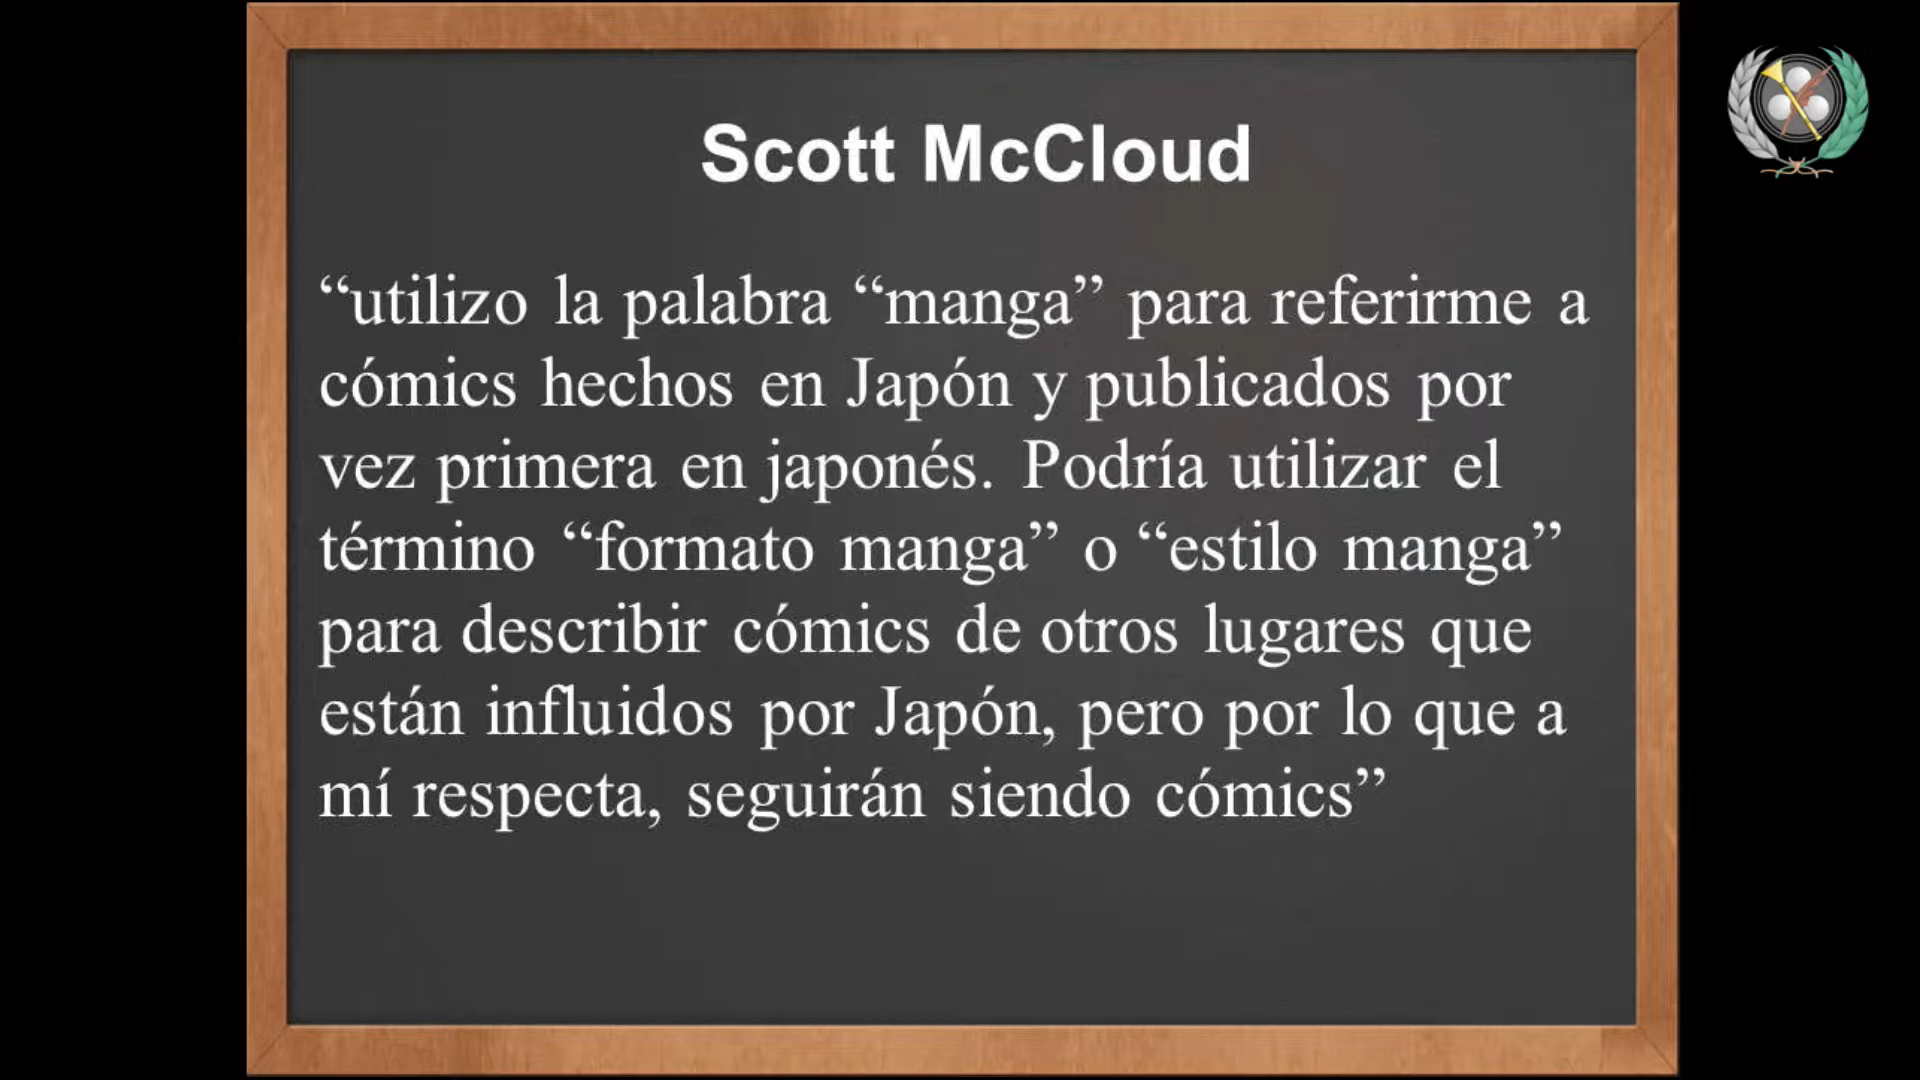 Scott McCloud
“utilizo la palabra “manga” para referirme a
cómics hechos en Japón y publicados por
vez primera en japonés. Podría utilizar el
término “formato manga” o “estilo manga”
para describir cómics de otros lugares que
están influidos por Japón, pero por lo que a
mí respecta, seguirán siendo cómics”